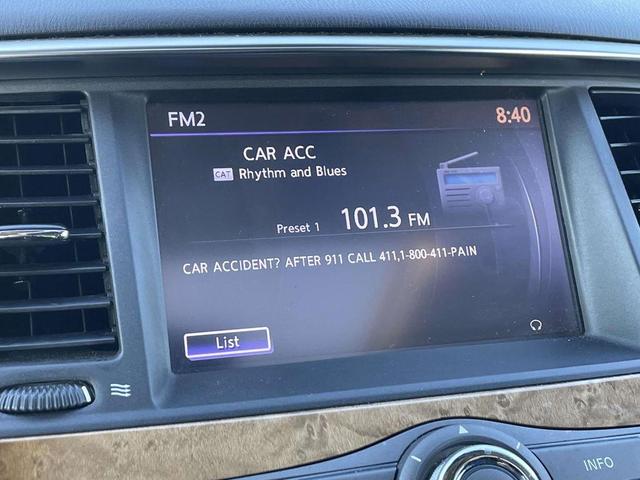 FM2 8:40
CAR ACC
CAT Rhythm and Blues
Preset 1 101.3 FM
CAR ACCIDENT? AFTER 911 CALL 411,1-800-411-PAIN
List
INFO